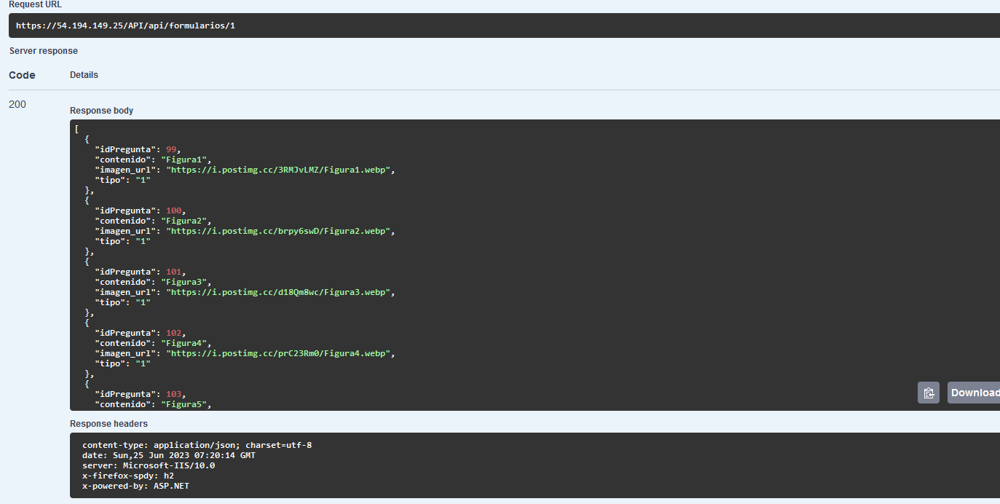 Request URL
https://54.194.149.25/API/api/formularios/1
Server response
Code Details
200
Response body
[
{
"idPregunta": 99,
"contenido": "Figura1",
"imagen_url": "https://i.postimg.cc/3RMJvLMZ/Figura1.webp",
"tipo": "1"
},
{
"idPregunta": 100,
"contenido": "Figura2",
"imagen_url": "https://i.postimg.cc/brpy6swD/Figura2.webp",
"tipo": "1"
},
{
"idPregunta": 101,
"contenido": "Figura3",
"imagen_url": "https://i.postimg.cc/d18Qm8wc/Figura3.webp",
"tipo": "1"
},
{
"idPregunta": 102,
"contenido": "Figura4",
"imagen_url": "https://i.postimg.cc/prC23Rm0/Figura4.webp",
"tipo": "1"
},
{
"idPregunta": 103,
"contenido": "Figura5",
Download
Response headers
content-type: application/json; charset=utf-8
date: Sun,25 Jun 2023 07:20:14 GMT
server: Microsoft-IIS/10.0
x-firefox-spdy: h2
x-powered-by: ASP.NET